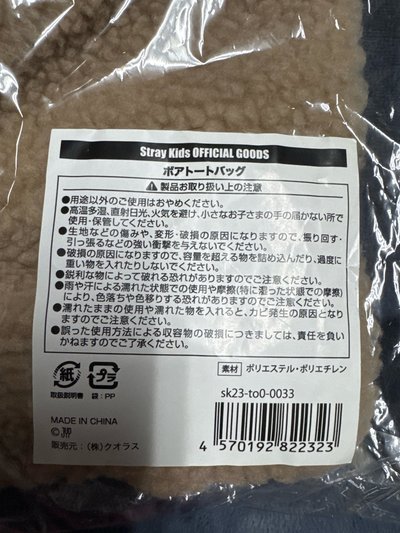 Stray Kids OFFICIAL GOODS
ボアトートバッグ
製品お取り扱い上の注意
●用途以外のご使用はおやめください。
●高温多湿、直射日光、火気を避け、小さなお子さまの手の届かない所で
使用・保管してください。
●生地などの傷みや、変形・破損の原因になりますので、振り回す・
引っ張るなどの強い衝撃を与えないでください。
●破損の原因になりますので、容量を超える物を詰め込んだり、過度に
重い物を入れたりしないでください。
●鋭利な物によって破れる恐れがありますのでご注意ください。
●雨や汗による濡れた状態での使用や摩擦(特に湿った状態での摩擦)
により、色落ちや色移りする恐れがありますのでご注意ください。
●濡れたままの使用や濡れた物を入れると、カビ発生の原因となり
ますのでご注意ください。
●誤った使用方法による収容物の破損につきましては、責任を負い
かねますのでご了承ください。
紙
取扱説明書
プラ
袋：PP
素材 ポリエステル・ポリエチレン
sk23-to0-0033
MADE IN CHINA
©
販売元：(株)クオラス
4 570192 822323